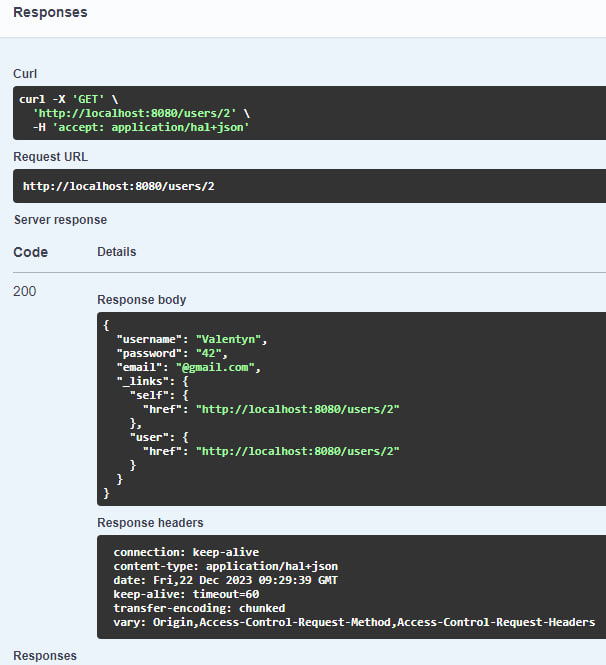 Responses
Curl
curl -X 'GET' \
  'http://localhost:8080/users/2' \
  -H 'accept: application/hal+json'
Request URL
http://localhost:8080/users/2
Server response
Code Details
200
Response body
{
  "username": "Valentyn",
  "password": "42",
  "email": "@gmail.com",
  "_links": {
    "self": {
      "href": "http://localhost:8080/users/2"
    },
    "user": {
      "href": "http://localhost:8080/users/2"
    }
  }
}
Response headers
connection: keep-alive
content-type: application/hal+json
date: Fri,22 Dec 2023 09:29:39 GMT
keep-alive: timeout=60
transfer-encoding: chunked
vary: Origin,Access-Control-Request-Method,Access-Control-Request-Headers
Responses